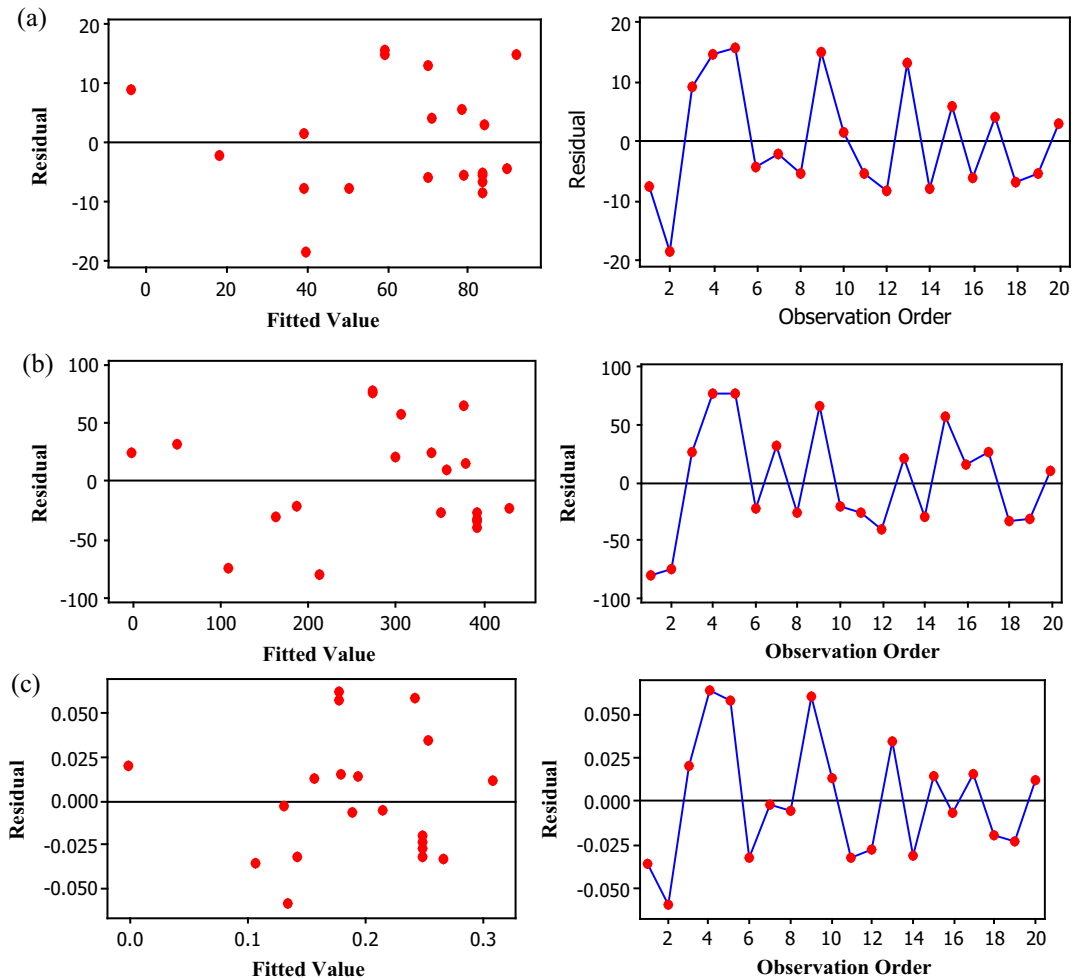 (a)
20
10
0
-10
-20
Residual
0 20 40 60 80
Fitted Value
20
10
0
-10
-20
Residual
2 4 6 8 10 12 14 16 18 20
Observation Order
(b)
100
50
0
-50
-100
Residual
0 100 200 300 400
Fitted Value
100
50
0
-50
-100
Residual
2 4 6 8 10 12 14 16 18 20
Observation Order
(c)
0.050
0.025
0.000
-0.025
-0.050
Residual
0.0 0.1 0.2 0.3
Fitted Value
0.050
0.025
0.000
-0.025
-0.050
Residual
2 4 6 8 10 12 14 16 18 20
Observation Order